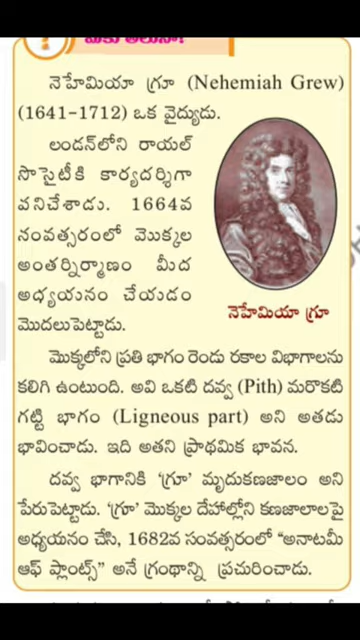 మీకు తెలుసా?
నెహేమియా గ్రూ (Nehemiah Grew)
(1641-1712) ఒక వైద్యుడు.
లండన్‌లోని రాయల్
సొసైటీకి కార్యదర్శిగా
పనిచేశాడు. 1664వ
సంవత్సరంలో మొక్కల
అంతర్నిర్మాణం మీద
అధ్యయనం చేయడం
మొదలుపెట్టాడు.
నెహేమియా గ్రూ
మొక్కలోని ప్రతి భాగం రెండు రకాల విభాగాలను
కలిగి ఉంటుంది. అవి ఒకటి దవ్వ (Pith) మరొకటి
గట్టి భాగం (Ligneous part) అని అతడు
భావించాడు. ఇది అతని ప్రాథమిక భావన.
దవ్వ భాగానికి ‘గ్రూ’ మృదుకణజాలం అని
పేరుపెట్టాడు. ‘గ్రూ’ మొక్కల దేహాల్లోని కణజాలాలపై
అధ్యయనం చేసి, 1682వ సంవత్సరంలో “అనాటమీ
ఆఫ్ ప్లాంట్స్” అనే గ్రంథాన్ని ప్రచురించాడు.